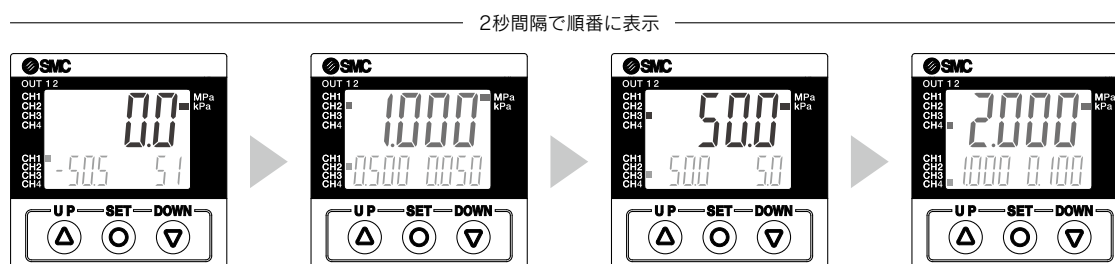 2秒間隔で順番に表示
SMC
OUT 1 2
CH1
CH2
CH3
CH4
MPa
kPa
0.0
CH1
CH2
CH3
CH4
-50.5 5.1
UP SET DOWN
SMC
OUT 1 2
CH1
CH2
CH3
CH4
MPa
kPa
1.000
CH1
CH2
CH3
CH4
0.500 0.050
UP SET DOWN
SMC
OUT 1 2
CH1
CH2
CH3
CH4
MPa
kPa
50.0
CH1
CH2
CH3
CH4
50.0 5.0
UP SET DOWN
SMC
OUT 1 2
CH1
CH2
CH3
CH4
MPa
kPa
2.000
CH1
CH2
CH3
CH4
1.000 0.100
UP SET DOWN